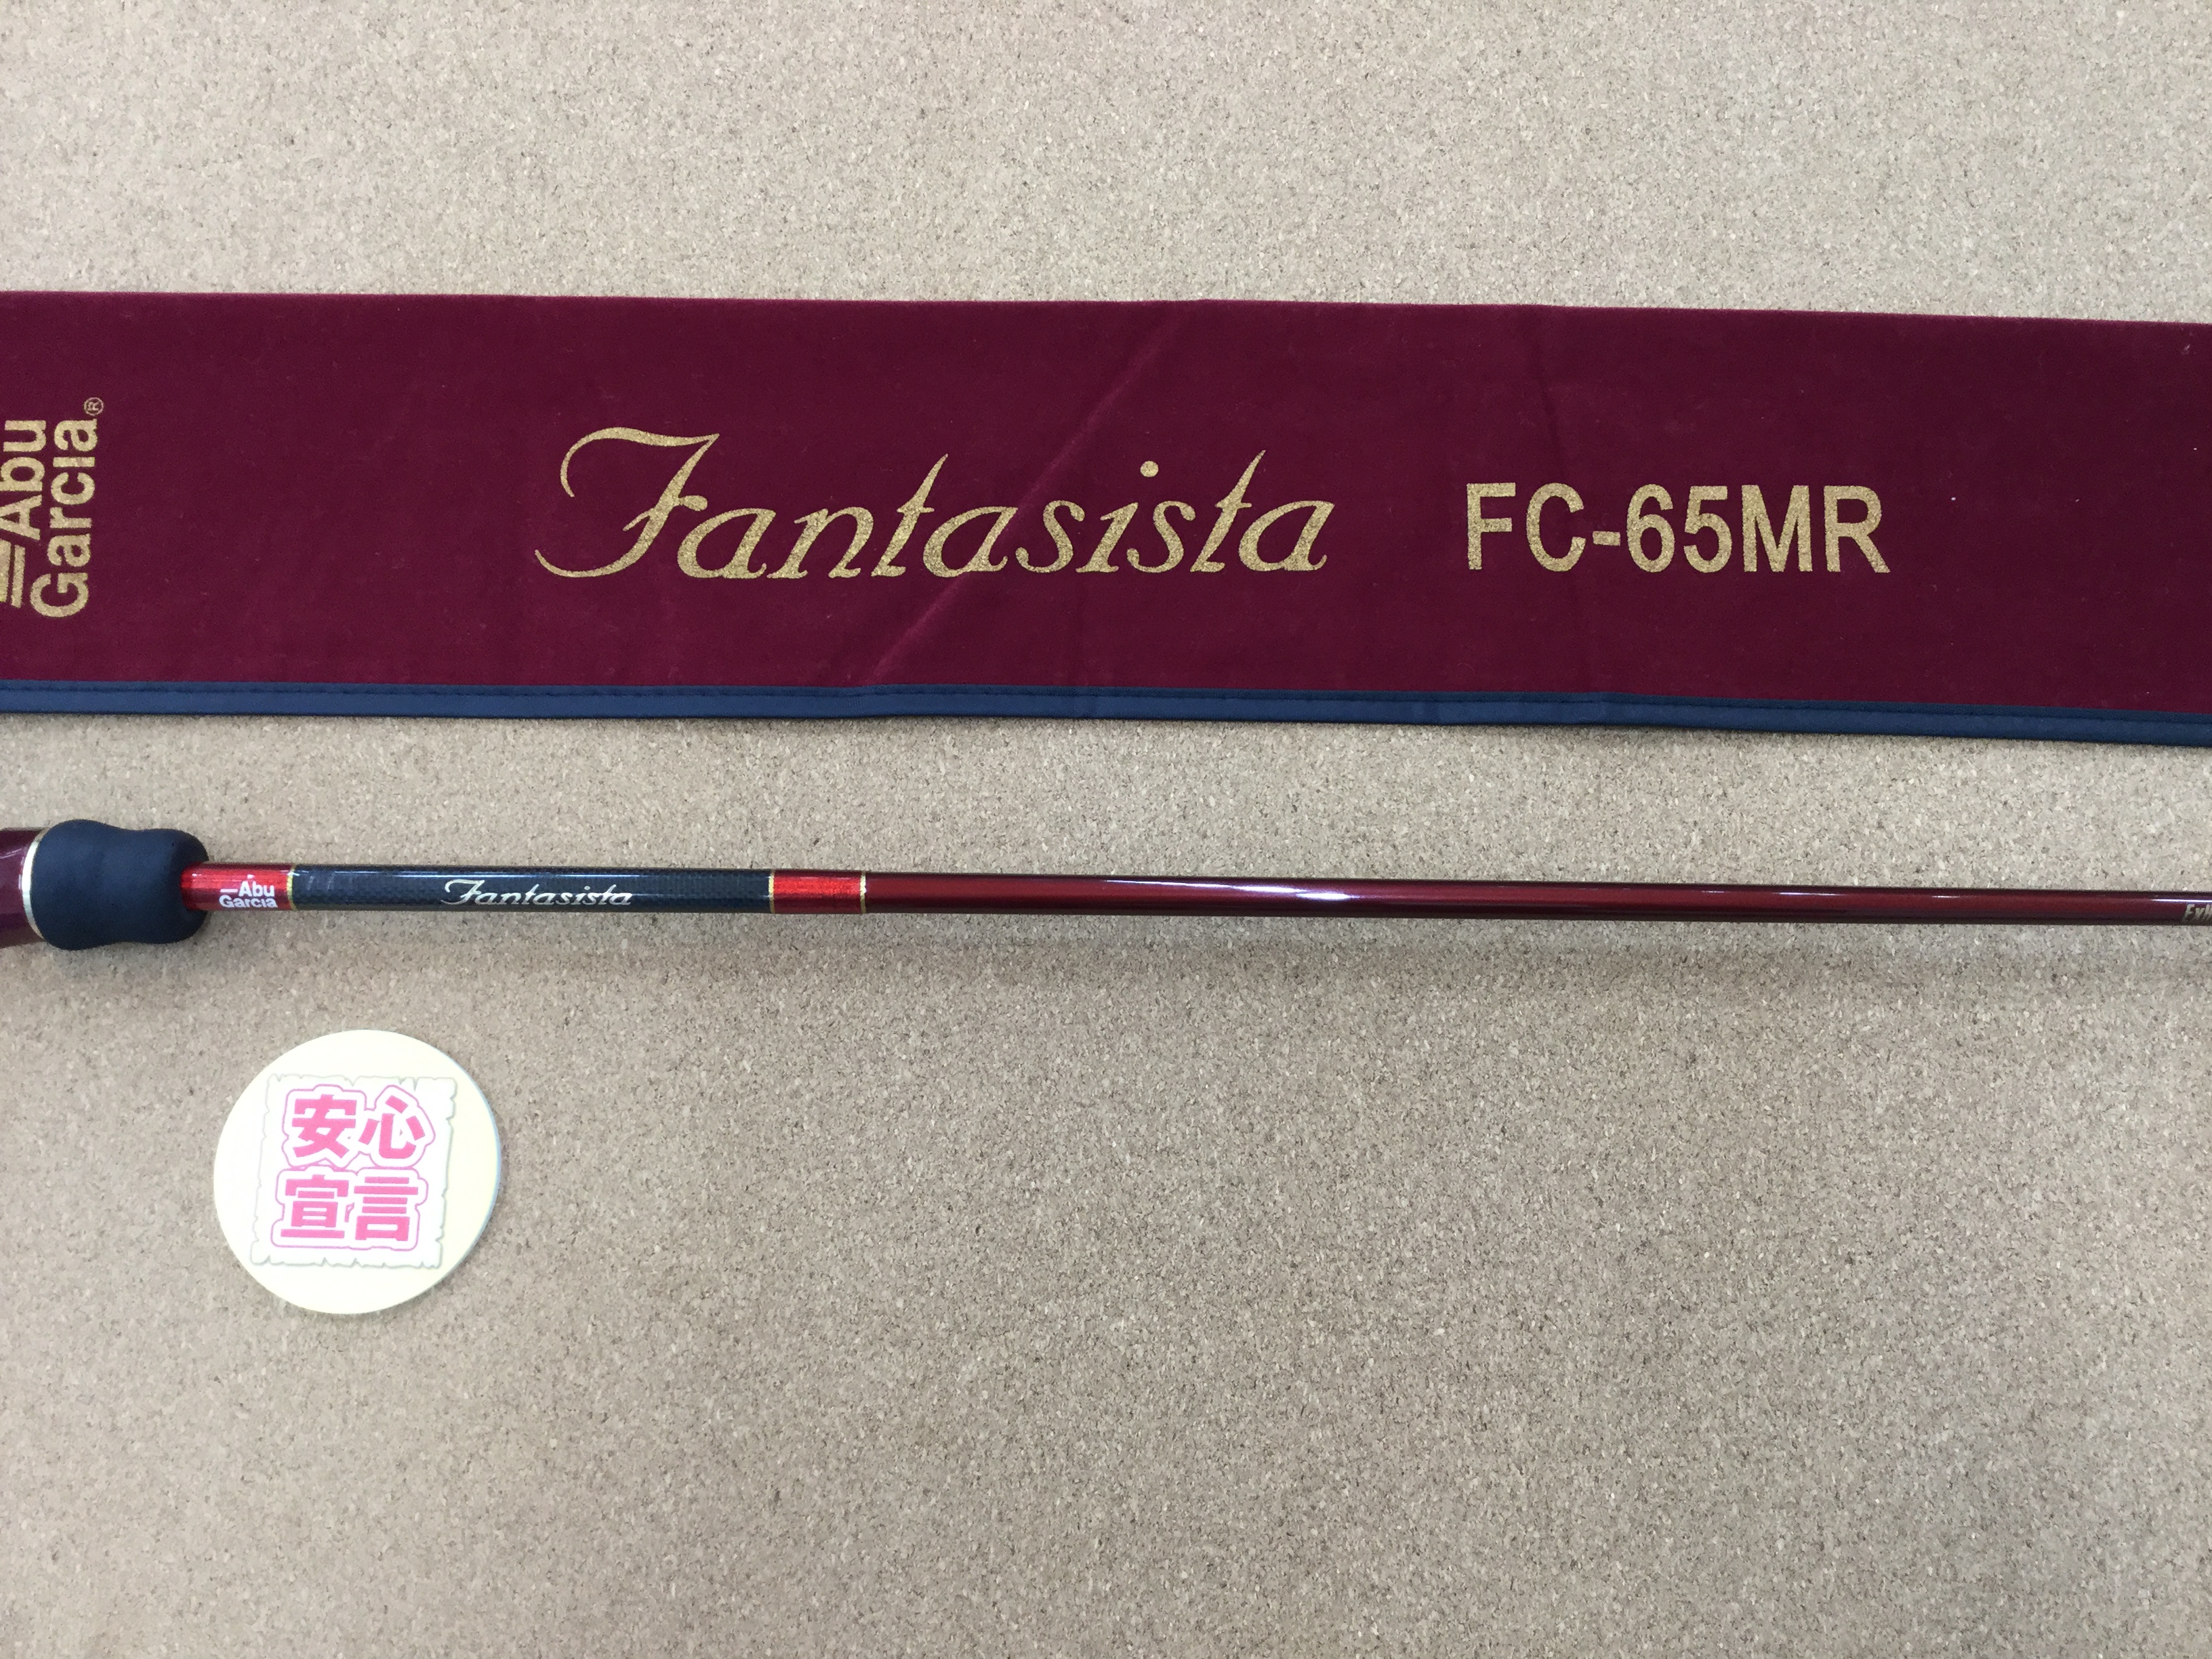 Abu
Garcia®
Fantasista FC-65MR
Abu
Garcia
Fantasista
安心
宣言